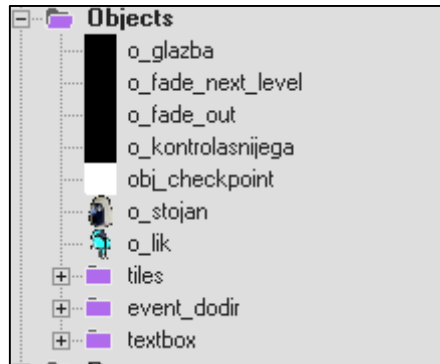 Objects
o_glazba
o_fade_next_level
o_fade_out
o_kontrolasnijega
obj_checkpoint
o_stojan
o_lik
tiles
event_dodir
textbox